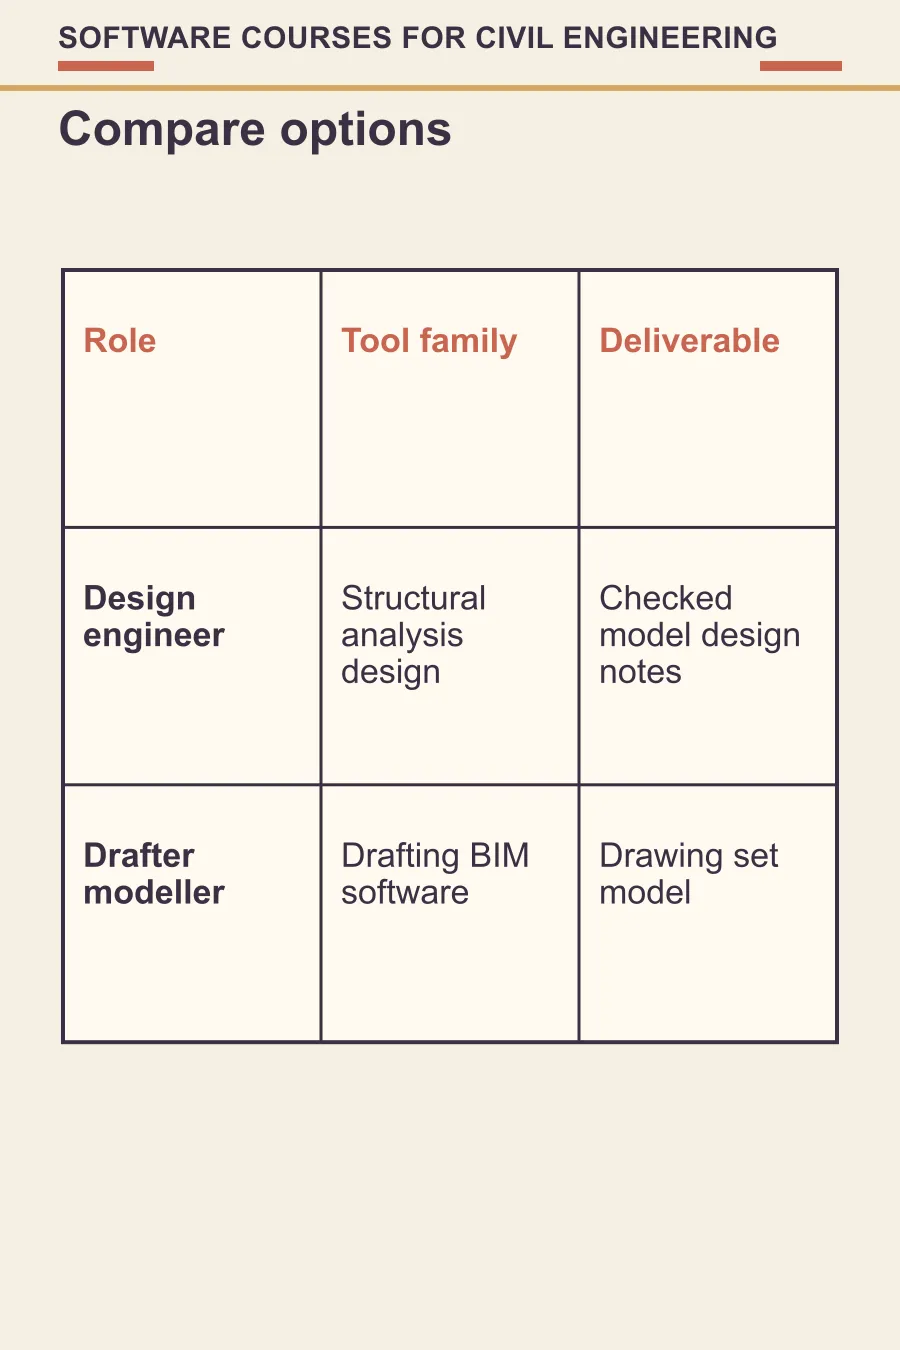 SOFTWARE COURSES FOR CIVIL ENGINEERING
Compare options
Role
Tool family
Deliverable
Design
engineer
Structural
analysis
design
Checked
model design
notes
Drafter
modeller
Drafting BIM
software
Drawing set
model